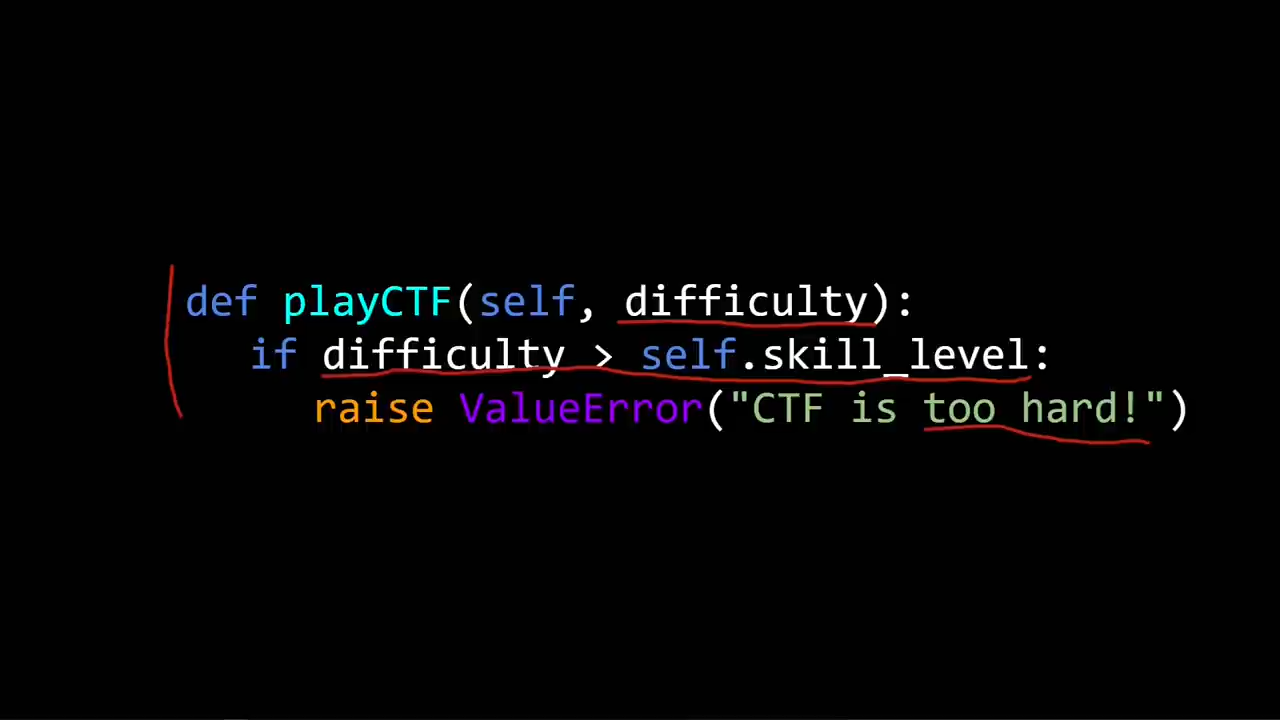 def playCTF(self, difficulty):
if difficulty > self.skill_level:
raise ValueError("CTF is too hard!")